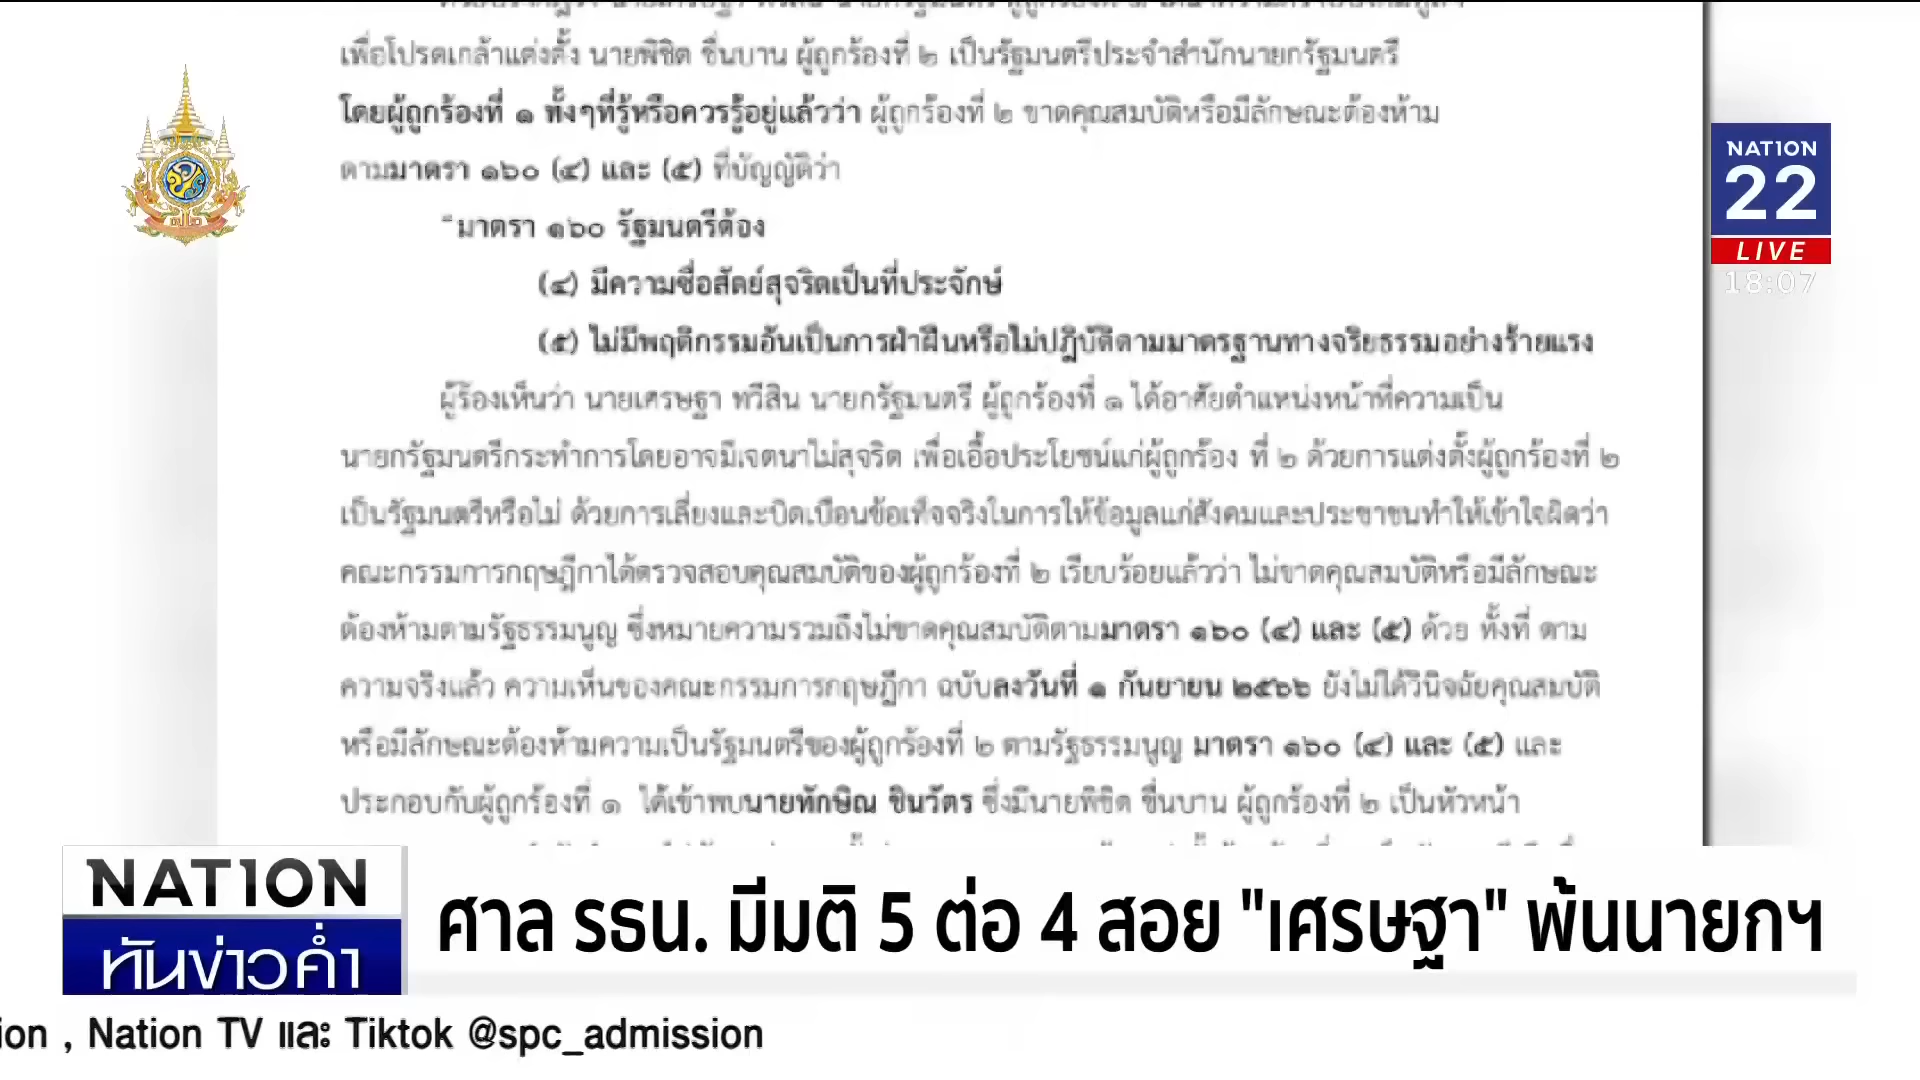 เพื่อโปรดเกล้าแต่งตั้ง นายพิชิต ชื่นบาน ผู้ถูกร้องที่ ๒ เป็นรัฐมนตรีประจำสำนักนายกรัฐมนตรี
โดยผู้ถูกร้องที่ ๑ ทั้งๆที่รู้หรือควรรู้อยู่แล้วว่า ผู้ถูกร้องที่ ๒ ขาดคุณสมบัติหรือมีลักษณะต้องห้าม
ตามมาตรา ๑๖๐ (๔) และ (๕) ที่บัญญัติว่า
"มาตรา ๑๖๐ รัฐมนตรีต้อง
(๔) มีความซื่อสัตย์สุจริตเป็นที่ประจักษ์
(๕) ไม่มีพฤติกรรมอันเป็นการฝ่าฝืนหรือไม่ปฏิบัติตามมาตรฐานทางจริยธรรมอย่างร้ายแรง
ผู้ร้องเห็นว่า นายเศรษฐา ทวีสิน นายกรัฐมนตรี ผู้ถูกร้องที่ ๑ ได้อาศัยตำแหน่งหน้าที่ความเป็น
นายกรัฐมนตรีกระทำการโดยอาจมีเจตนาไม่สุจริต เพื่อเอื้อประโยชน์แก่ผู้ถูกร้อง ที่ ๒ ด้วยการแต่งตั้งผู้ถูกร้องที่ ๒
เป็นรัฐมนตรีหรือไม่ ด้วยการเลี่ยงและบิดเบือนข้อเท็จจริงในการให้ข้อมูลแก่สังคมและประชาชนทำให้เข้าใจผิดว่า
คณะกรรมการกฤษฎีกาได้ตรวจสอบคุณสมบัติของผู้ถูกร้องที่ ๒ เรียบร้อยแล้วว่า ไม่ขาดคุณสมบัติหรือมีลักษณะ
ต้องห้ามตามรัฐธรรมนูญ ซึ่งหมายความรวมถึงไม่ขาดคุณสมบัติตามมาตรา ๑๖๐ (๔) และ (๕) ด้วย ทั้งที่ ตาม
ความจริงแล้ว ความเห็นของคณะกรรมการกฤษฎีกา ฉบับลงวันที่ ๑ กันยายน ๒๕๖๖ ยังไม่ได้วินิจฉัยคุณสมบัติ
หรือมีลักษณะต้องห้ามความเป็นรัฐมนตรีของผู้ถูกร้องที่ ๒ ตามรัฐธรรมนูญ มาตรา ๑๖๐ (๔) และ (๕) และ
ประกอบกับผู้ถูกร้องที่ ๑ ได้เข้าพบนายทักษิณ ชินวัตร ซึ่งมีนายพิชิต ชื่นบาน ผู้ถูกร้องที่ ๒ เป็นหัวหน้า
NATION
22
LIVE
18:07
NATION
ทันข่าวค่ำ
ศาล รธน. มีมติ 5 ต่อ 4 สอย "เศรษฐา" พ้นนายกฯ
ion , Nation TV และ Tiktok @spc_admission